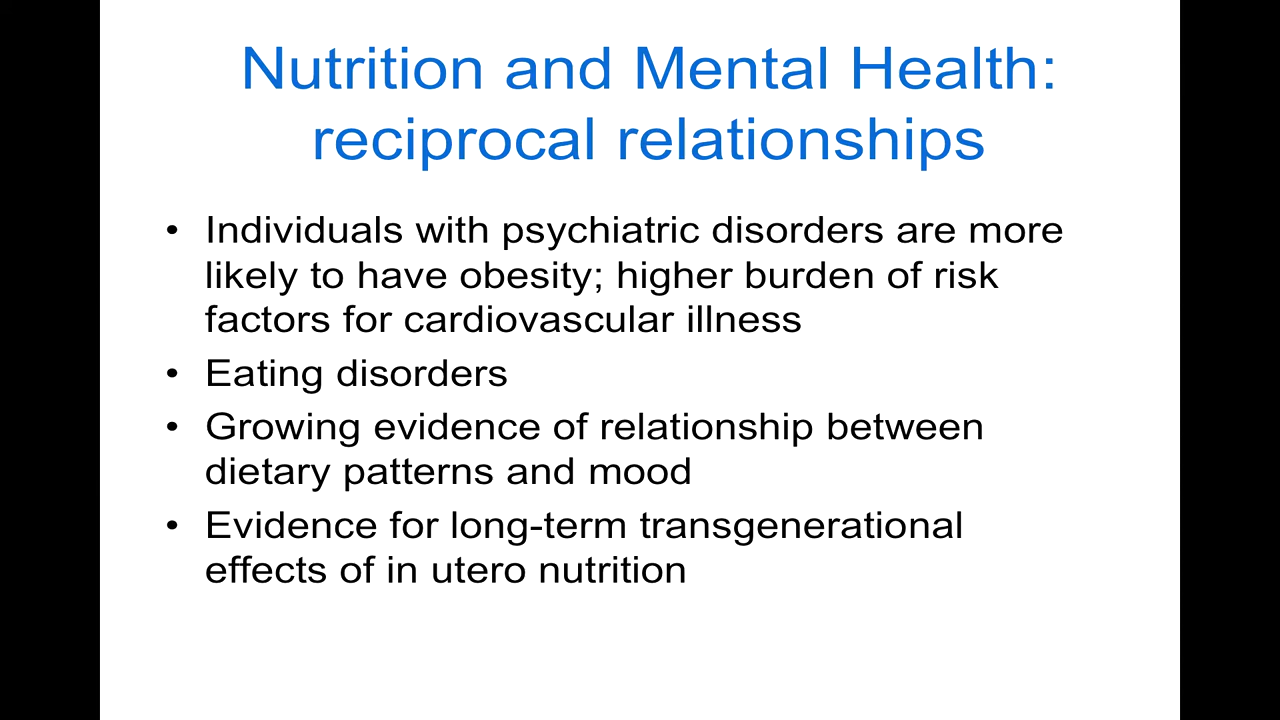 Nutrition and Mental Health:
reciprocal relationships
• Individuals with psychiatric disorders are more
likely to have obesity; higher burden of risk
factors for cardiovascular illness
• Eating disorders
• Growing evidence of relationship between
dietary patterns and mood
• Evidence for long-term transgenerational
effects of in utero nutrition